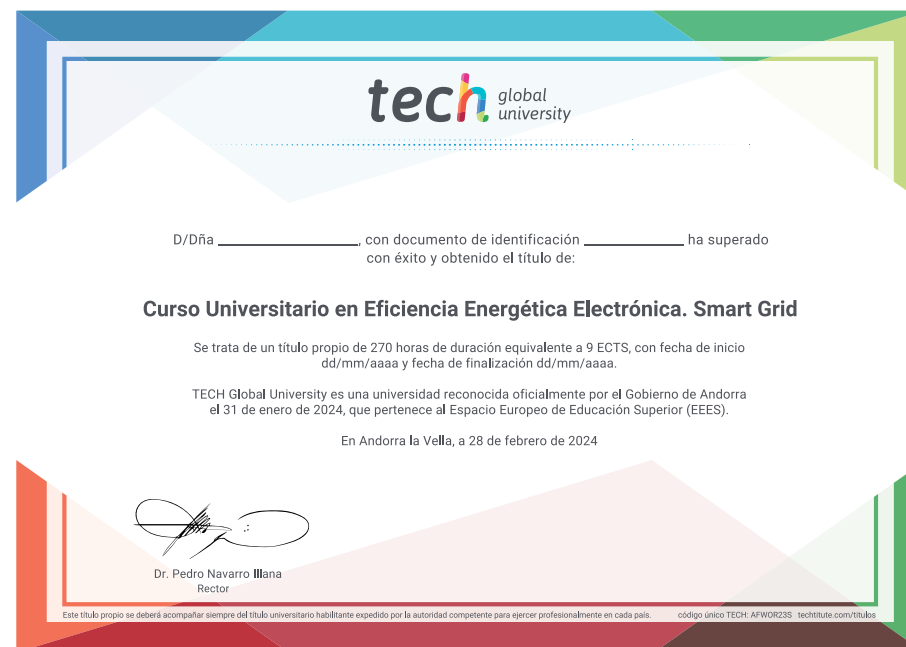 tech global university
D/Dña ____________________, con documento de identificación ______________ ha superado
con éxito y obtenido el título de:
Curso Universitario en Eficiencia Energética Electrónica. Smart Grid
Se trata de un título propio de 270 horas de duración equivalente a 9 ECTS, con fecha de inicio
dd/mm/aaaa y fecha de finalización dd/mm/aaaa.
TECH Global University es una universidad reconocida oficialmente por el Gobierno de Andorra
el 31 de enero de 2024, que pertenece al Espacio Europeo de Educación Superior (EEES).
En Andorra la Vella, a 28 de febrero de 2024
Dr. Pedro Navarro Illana
Rector
Este título propio se deberá acompañar siempre del título universitario habilitante expedido por la autoridad competente para ejercer profesionalmente en cada país. código único TECH: AFWOR23S techtitute.com/titulos